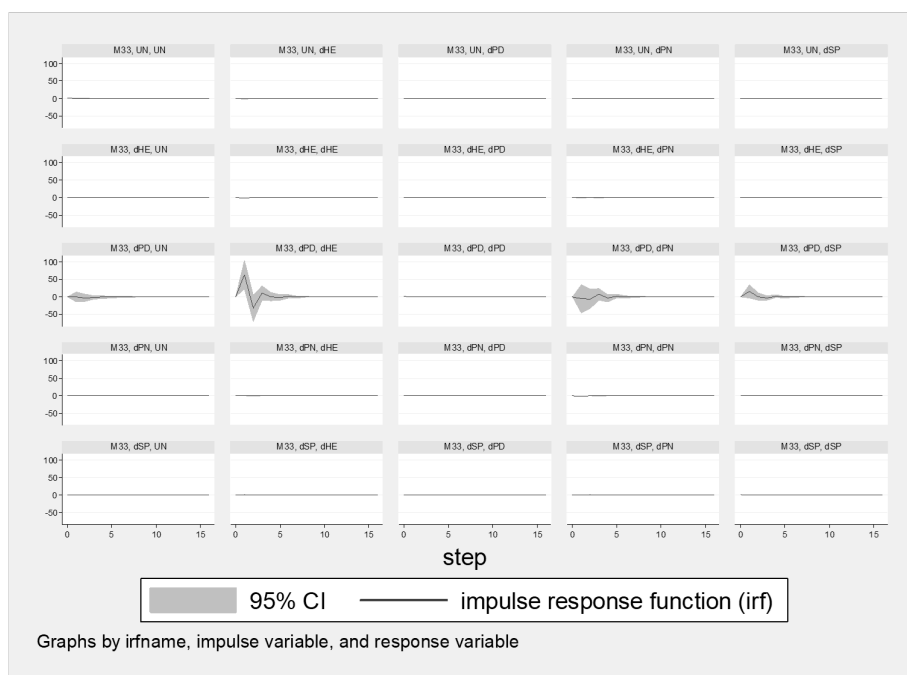 M33, UN, UN M33, UN, dHE M33, UN, dPD M33, UN, dPN M33, UN, dSP
100
50
0
-50
M33, dHE, UN M33, dHE, dHE M33, dHE, dPD M33, dHE, dPN M33, dHE, dSP
100
50
0
-50
M33, dPD, UN M33, dPD, dHE M33, dPD, dPD M33, dPD, dPN M33, dPD, dSP
100
50
0
-50
M33, dPN, UN M33, dPN, dHE M33, dPN, dPD M33, dPN, dPN M33, dPN, dSP
100
50
0
-50
M33, dSP, UN M33, dSP, dHE M33, dSP, dPD M33, dSP, dPN M33, dSP, dSP
100
50
0
-50
0 5 10 15 0 5 10 15 0 5 10 15 0 5 10 15 0 5 10 15
step
95% CI impulse response function (irf)
Graphs by irfname, impulse variable, and response variable